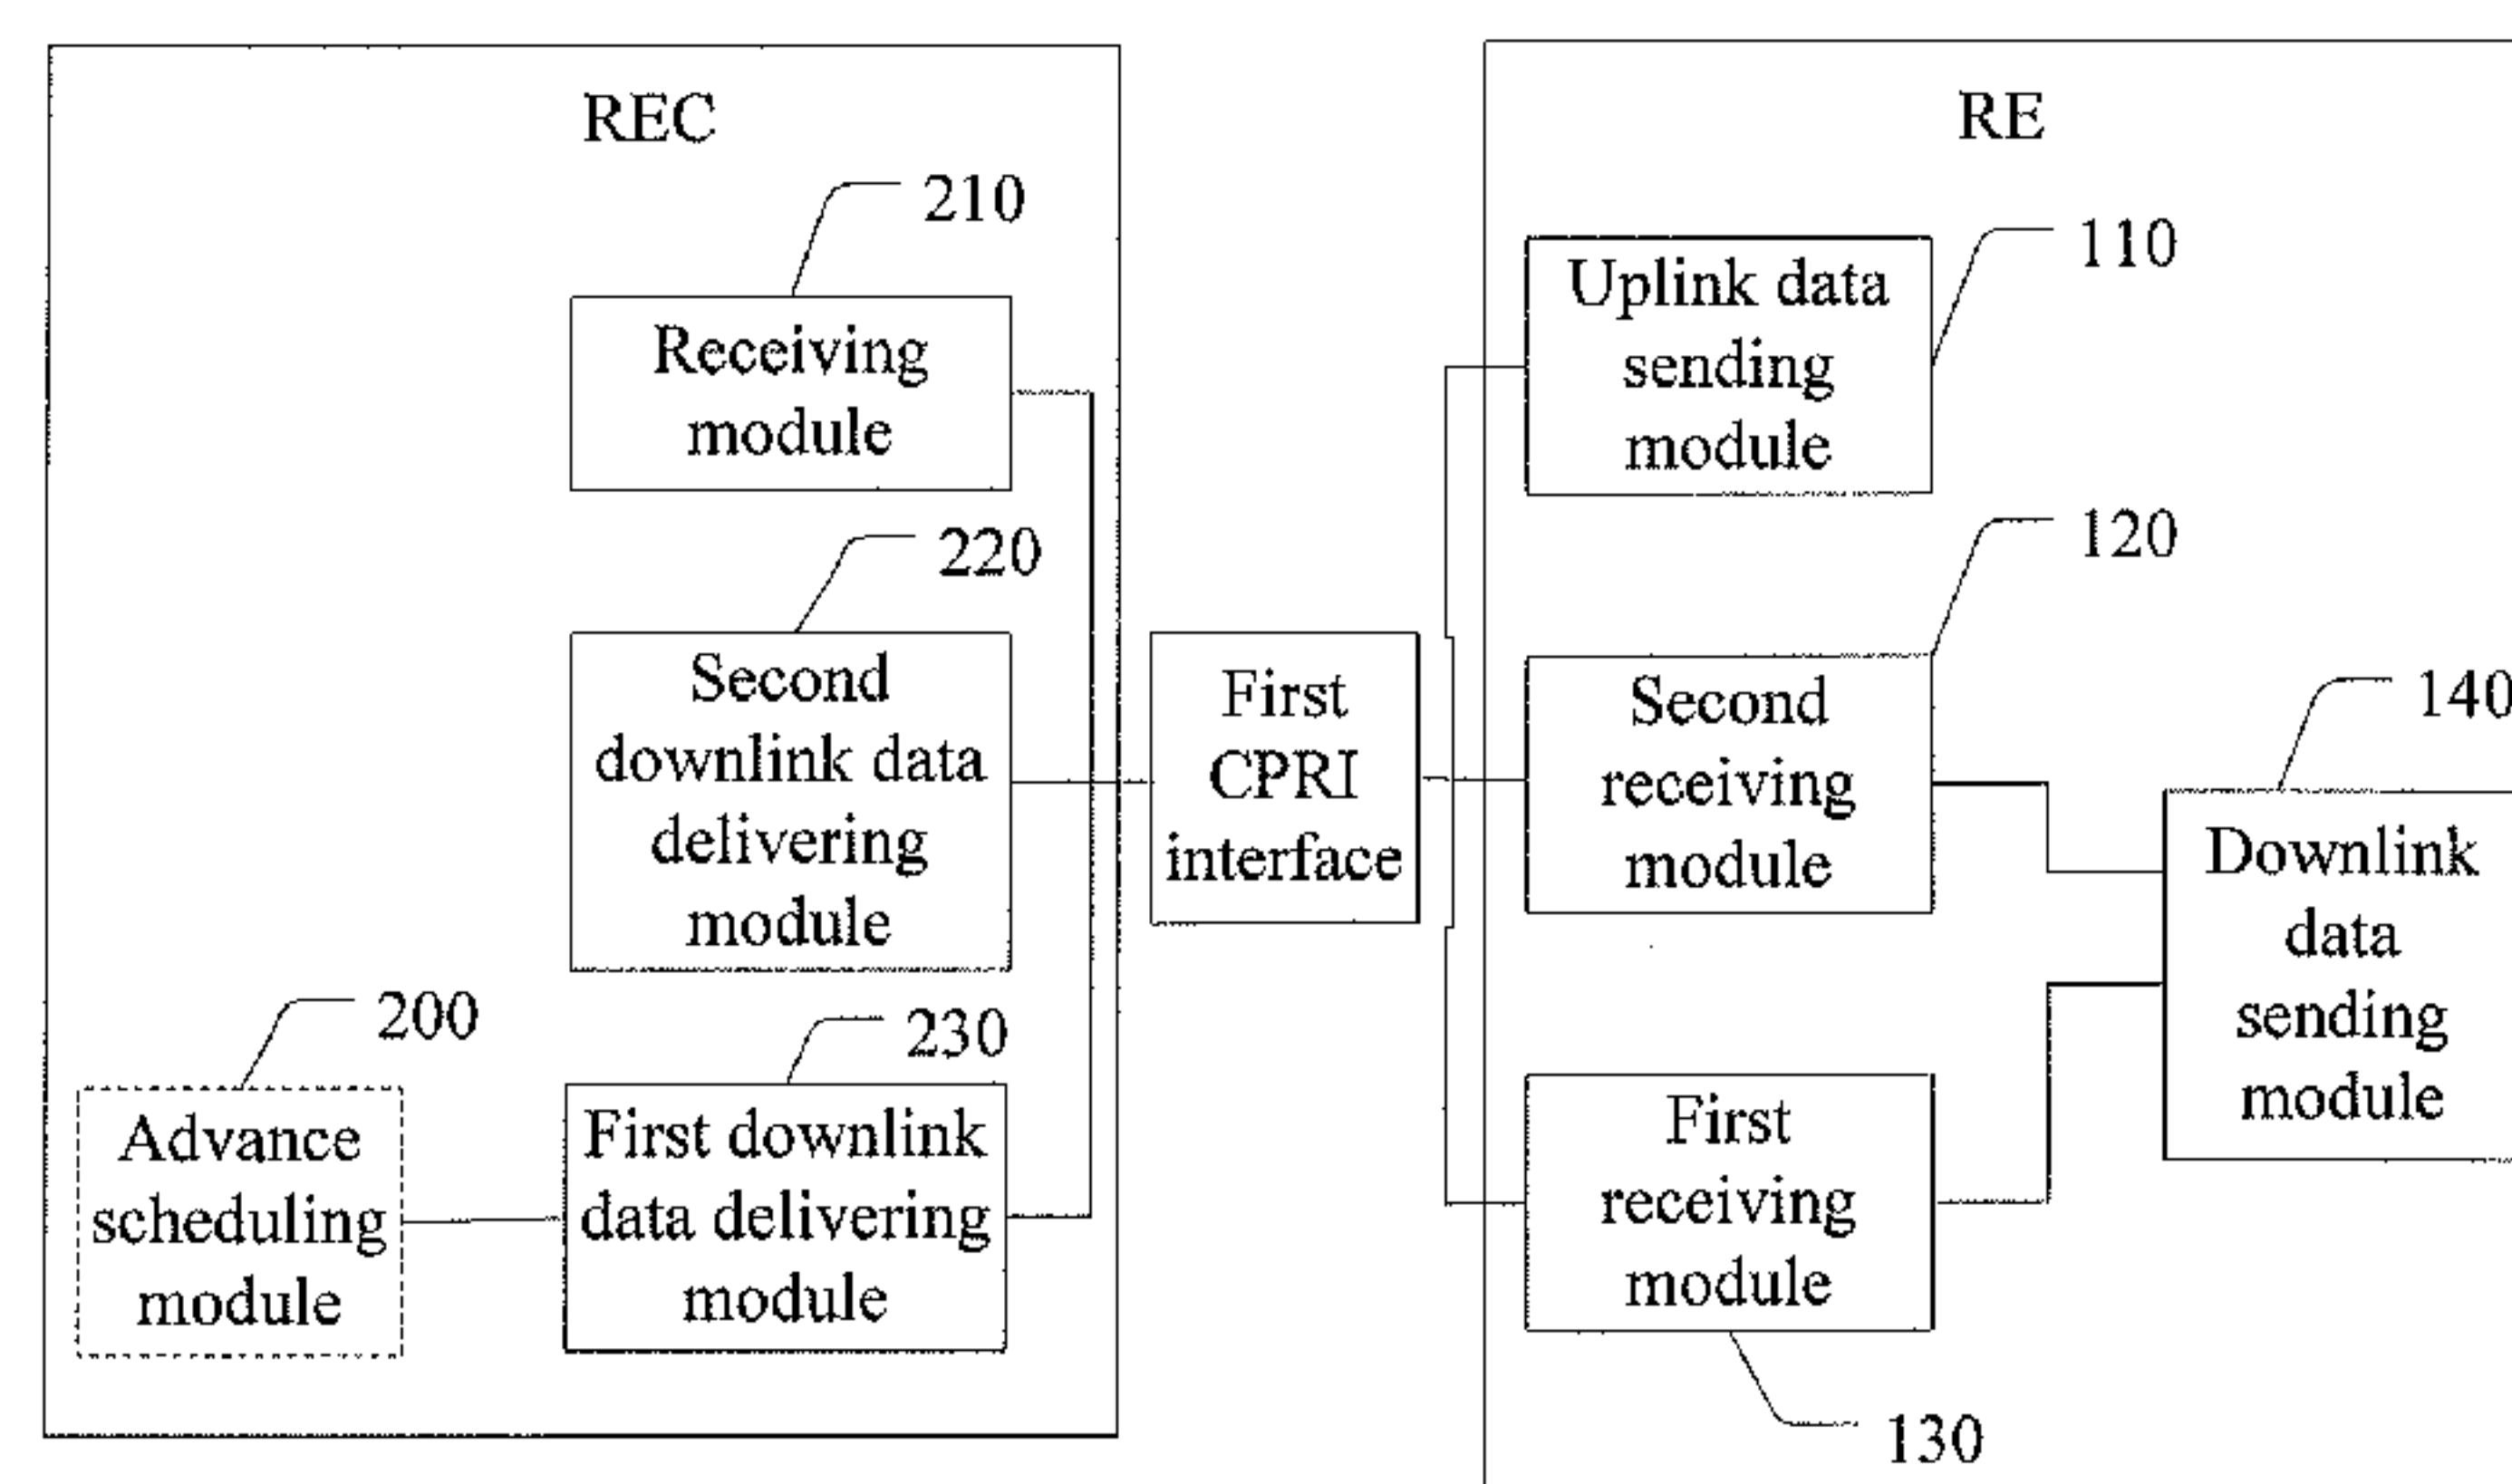 REC
210
Receiving
module
220
Second
downlink data
delivering
module
200
Advance
scheduling
module
230
First downlink
data delivering
module
First
CPRI
interface
RE
110
Uplink data
sending
module
120
Second
receiving
module
140
Downlink
data
sending
module
First
receiving
module
130